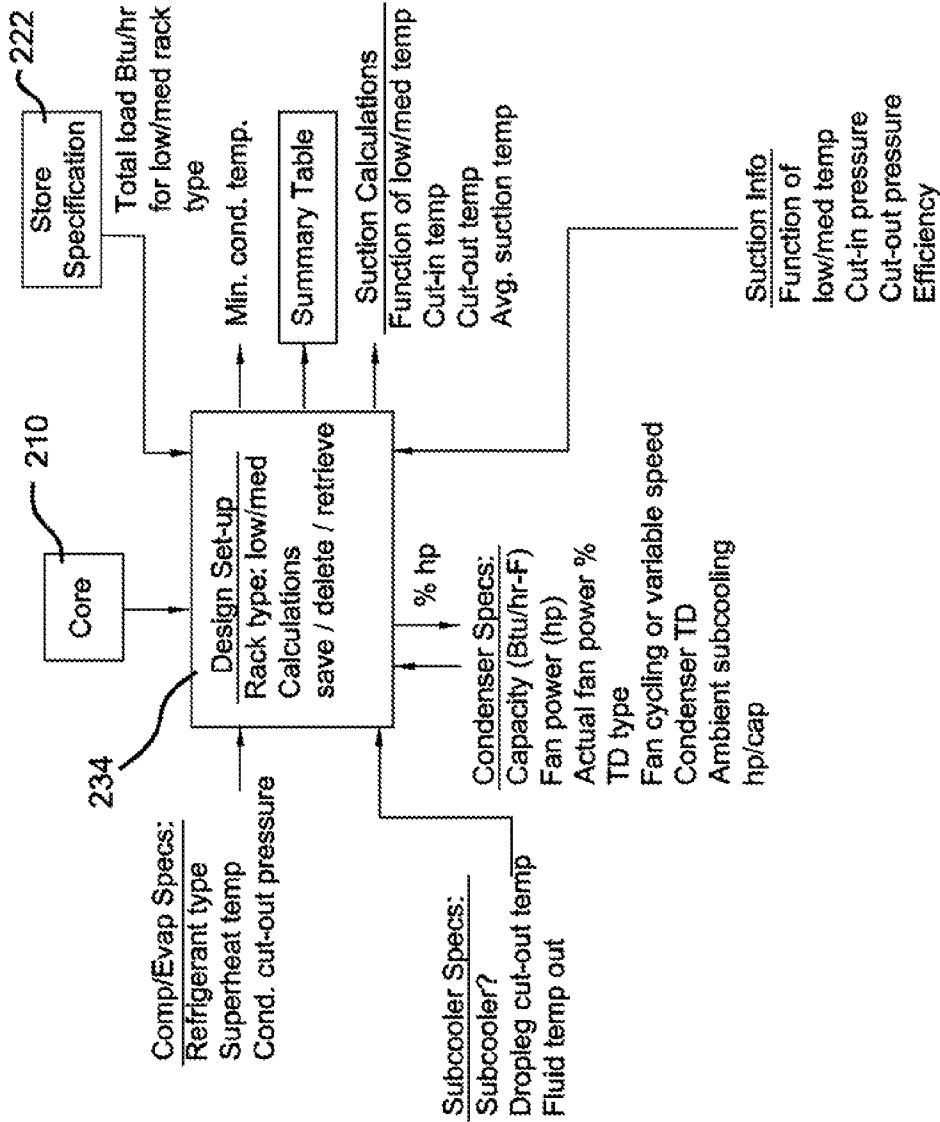 210
Core
222
Store
Specification
Total load Btu/hr
for low/med rack
type
234
Design Set-up
Rack type: low/med
Calculations
save / delete / retrieve
Comp/Evap Specs:
Refrigerant type
Superheat temp
Cond. cut-out pressure
Min. cond. temp.
Summary Table
Suction Calculations
Function of low/med temp
Cut-in temp
Cut-out temp
Avg. suction temp
% hp
Subcooler Specs:
Subcooler?
Dropleg cut-out temp
Fluid temp out
Condenser Specs:
Capacity (Btu/hr-F)
Fan power (hp)
Actual fan power %
TD type
Fan cycling or variable speed
Condenser TD
Ambient subcooling
hp/cap
Suction Info
Function of
low/med temp
Cut-in pressure
Cut-out pressure
Efficiency